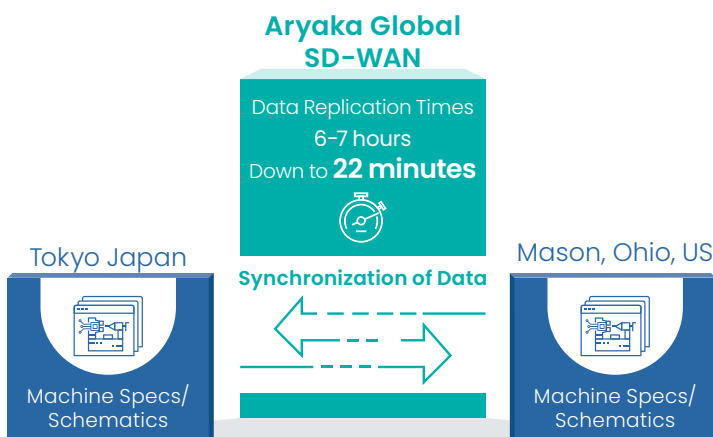 Aryaka Global
SD-WAN
Data Replication Times
6-7 hours
Down to 22 minutes
Tokyo Japan
Mason, Ohio, US
Synchronization of Data
Machine Specs/
Schematics
Machine Specs/
Schematics